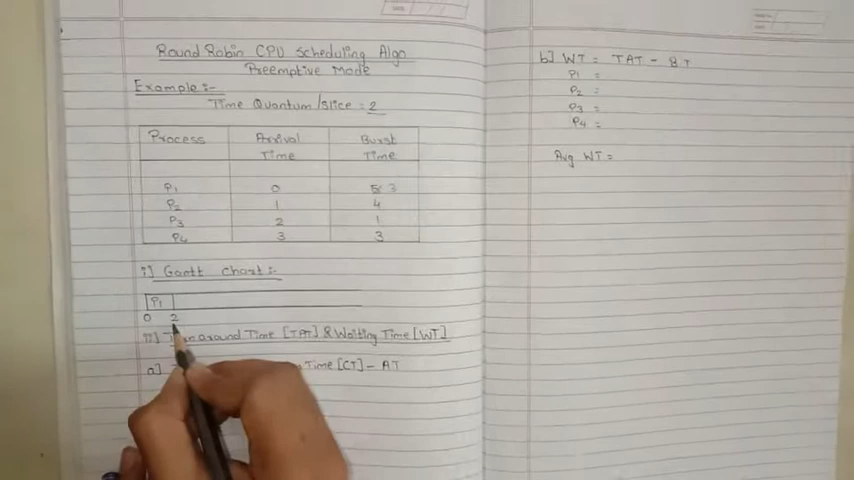 Round Robin CPU Scheduling Algo
Preemptive Mode
Example :-
Time Quantum/slice = 2
Process Arrival Time Burst Time
P1 0 5 3
P2 1 4
P3 2 1
P4 3 3
i] Gantt chart :-
P1
0 2
ii] Turn around Time [TAT] & Waiting Time [WT]
a] Time [CT] - AT
b] WT = TAT - BT
P1 =
P2 =
P3 =
P4 =
Avg WT =